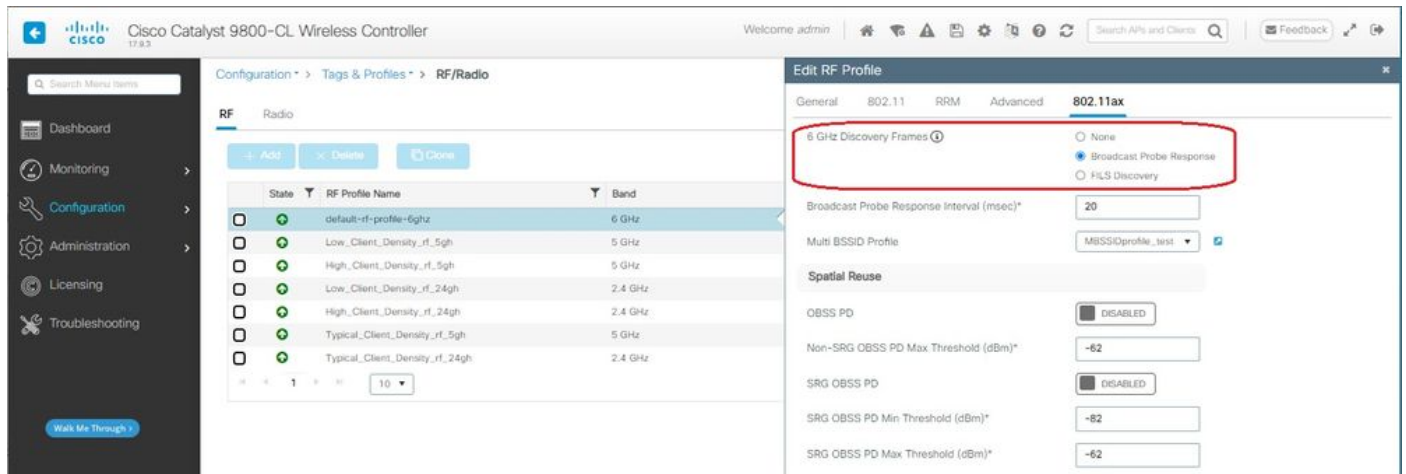 CISCO
Cisco Catalyst 9800-CL Wireless Controller
17.9.3
Welcome admin
Search APs and Clients
Feedback
Search Menu Items
Dashboard
Monitoring
Configuration
Administration
Licensing
Troubleshooting
Walk Me Through >
Configuration > Tags & Profiles > RF/Radio
RF Radio
+ Add × Delete Clone
State RF Profile Name Band
default-rf-profile-6ghz 6 GHz
Low_Client_Density_rf_5gh 5 GHz
High_Client_Density_rf_5gh 5 GHz
Low_Client_Density_rf_24gh 2.4 GHz
High_Client_Density_rf_24gh 2.4 GHz
Typical_Client_Density_rf_5gh 5 GHz
Typical_Client_Density_rf_24gh 2.4 GHz
1 10
Edit RF Profile ×
General 802.11 RRM Advanced 802.11ax
6 GHz Discovery Frames
None
Broadcast Probe Response
FILS Discovery
Broadcast Probe Response Interval (msec)* 20
Multi BSSID Profile MBSSIDprofile_test
Spatial Reuse
OBSS PD DISABLED
Non-SRG OBSS PD Max Threshold (dBm)* -62
SRG OBSS PD DISABLED
SRG OBSS PD Min Threshold (dBm)* -82
SRG OBSS PD Max Threshold (dBm)* -62